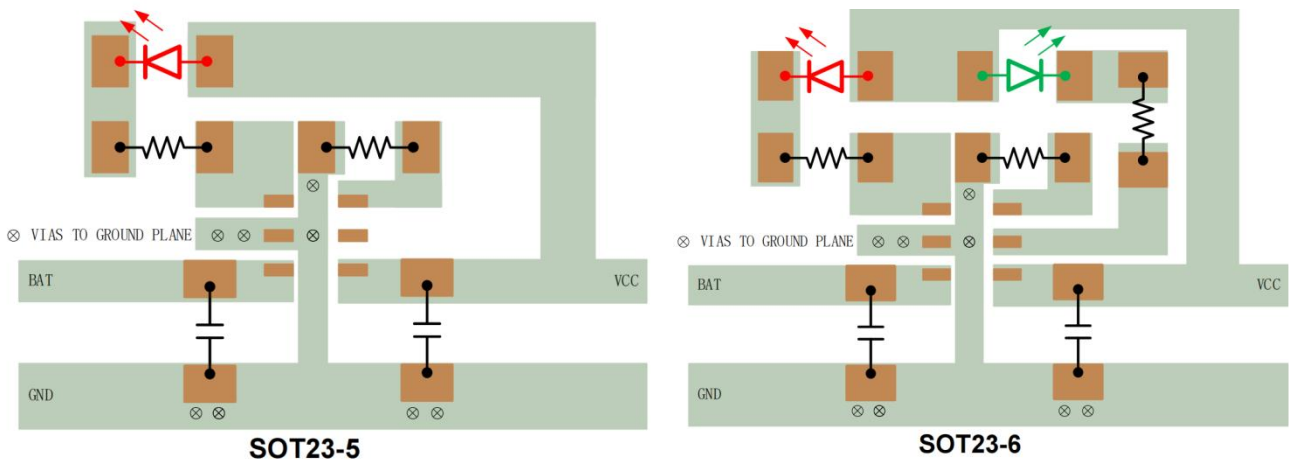 ⊗ VIAS TO GROUND PLANE
BAT
VCC
GND
SOT23-5
⊗ VIAS TO GROUND PLANE
BAT
VCC
GND
SOT23-6